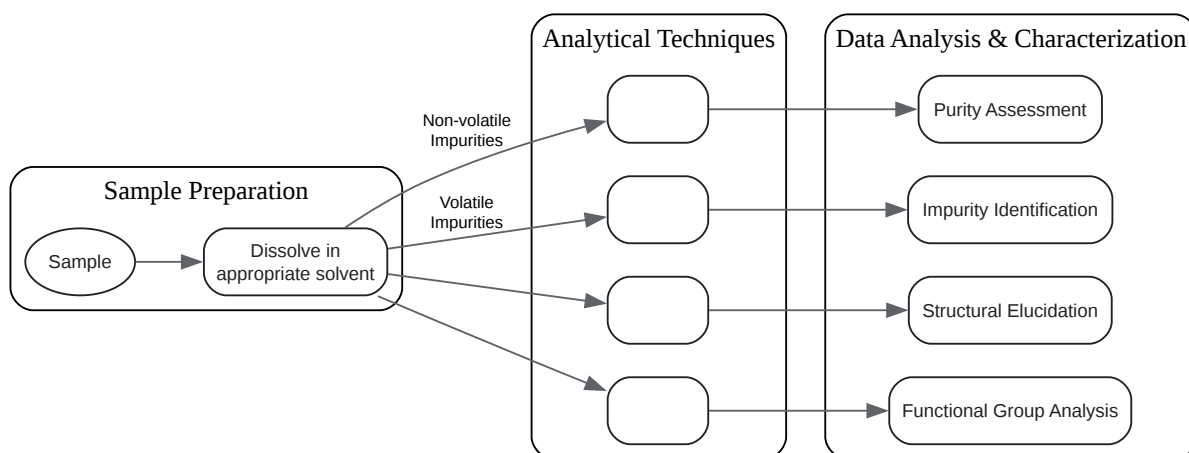 Analytical Techniques
Data Analysis & Characterization
Non-volatile
Impurities
Purity Assessment
Sample Preparation
Volatile
Impurities
Impurity Identification
Sample
Dissolve in
appropriate solvent
Structural Elucidation
Functional Group Analysis